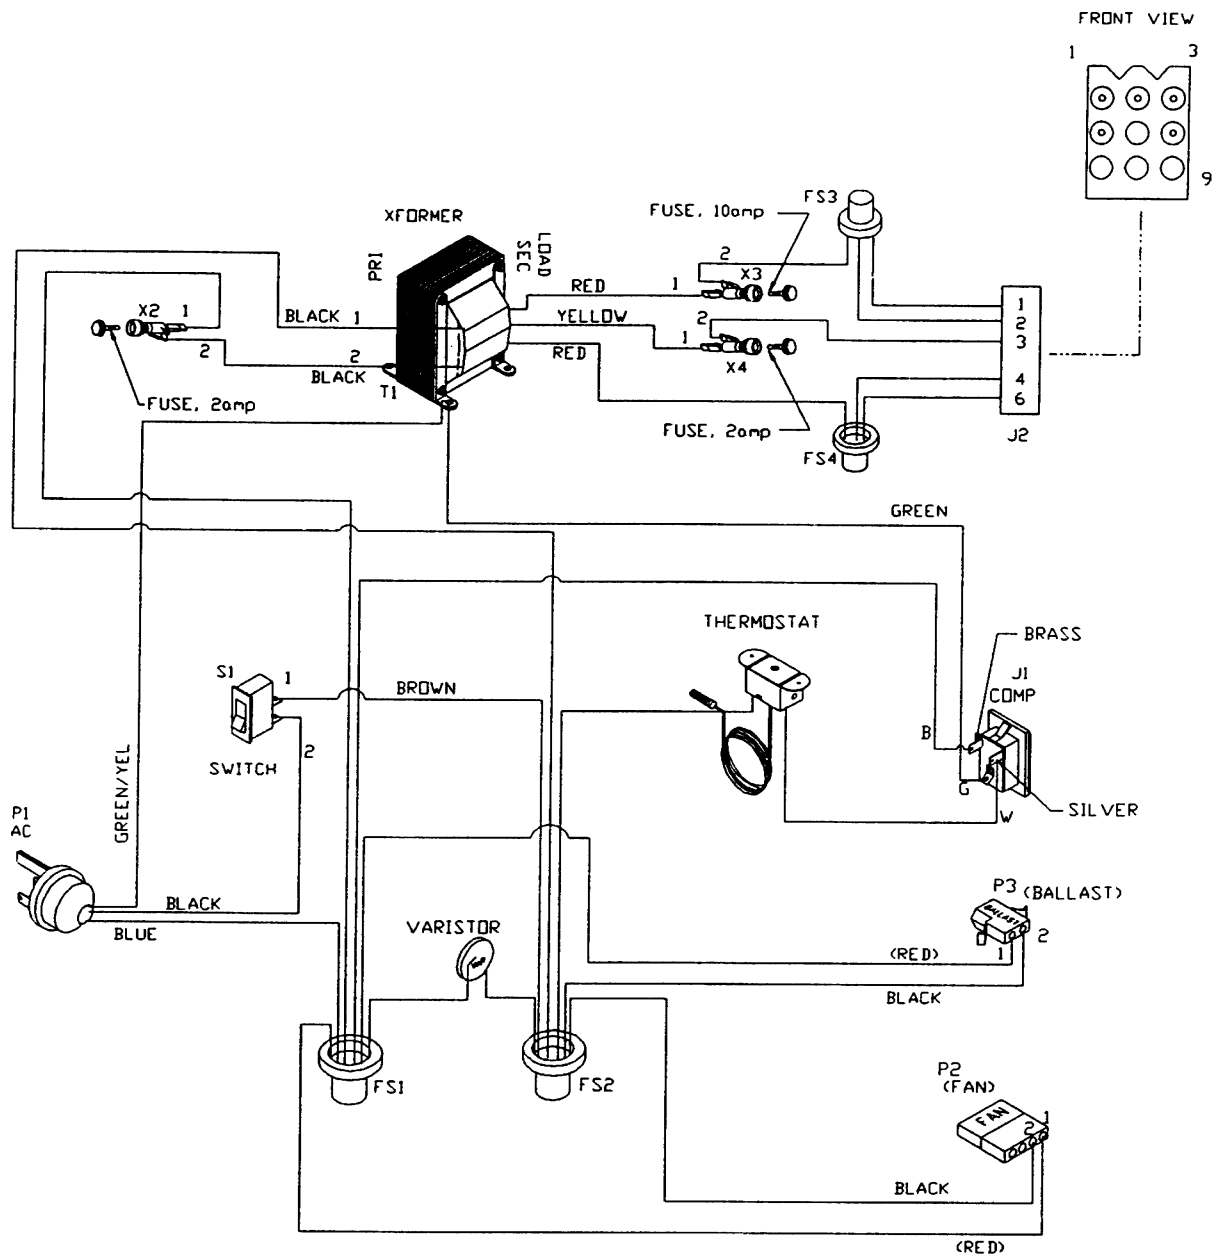 FRONT VIEW
1
3
9
FS3
FUSE, 10amp
XFORMER
PRI
LOAD
SEC
2
X3
1
RED
YELLOW
RED
2
1
X4
1
2
3
4
6
J2
X2
1
2
BLACK 1
2
BLACK
T1
FUSE, 2amp
FUSE, 2amp
FS4
GREEN
THERMOSTAT
BRASS
J1
COMP
S1
1
BROWN
2
SWITCH
B
G
W
SILVER
GREEN/YEL
P1
AC
BLACK
BLUE
VARISTOR
P3 (BALLAST)
BALLAST
1
2
(RED)
BLACK
FS1
FS2
P2
(FAN)
FAN
2
1
BLACK
(RED)